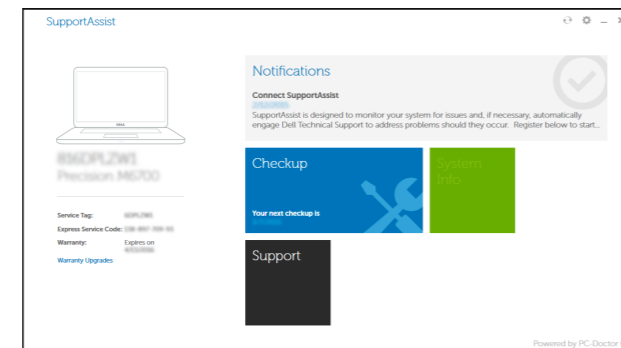 SupportAssist
DELL
Precision M6700
Service Tag:
Express Service Code:
Warranty: Expires on
Warranty Upgrades
Notifications
Connect SupportAssist
SupportAssist is designed to monitor your system for issues and, if necessary, automatically
engage Dell Technical Support to address problems should they occur. Register below to start...
Checkup
Your next checkup is
System
Info
Support
Powered by PC-Doctor